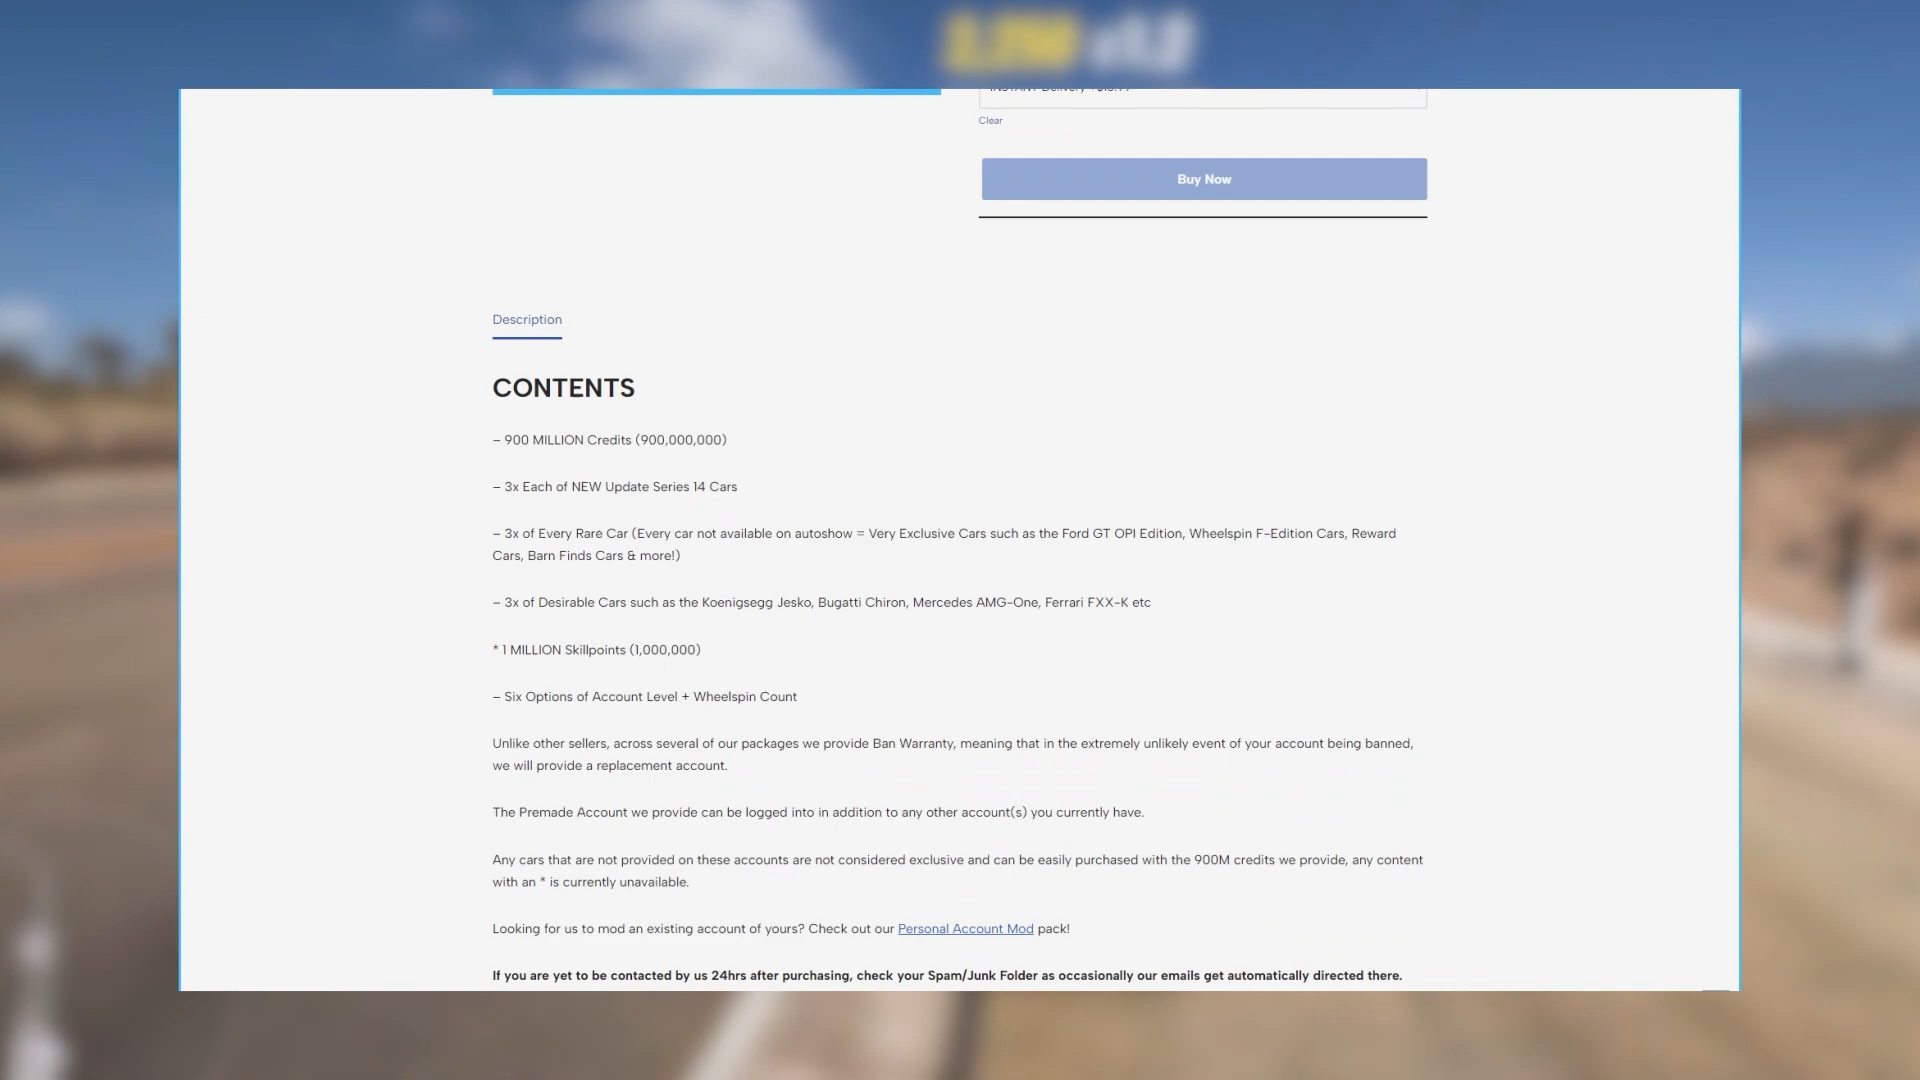 Clear
Buy Now
Description
CONTENTS
– 900 MILLION Credits (900,000,000)
– 3x Each of NEW Update Series 14 Cars
– 3x of Every Rare Car (Every car not available on autoshow = Very Exclusive Cars such as the Ford GT OPI Edition, Wheelspin F-Edition Cars, Reward
Cars, Barn Finds Cars & more!)
– 3x of Desirable Cars such as the Koenigsegg Jesko, Bugatti Chiron, Mercedes AMG-One, Ferrari FXX-K etc
* 1 MILLION Skillpoints (1,000,000)
– Six Options of Account Level + Wheelspin Count
Unlike other sellers, across several of our packages we provide Ban Warranty, meaning that in the extremely unlikely event of your account being banned,
we will provide a replacement account.
The Premade Account we provide can be logged into in addition to any other account(s) you currently have.
Any cars that are not provided on these accounts are not considered exclusive and can be easily purchased with the 900M credits we provide, any content
with an * is currently unavailable.
Looking for us to mod an existing account of yours? Check out our Personal Account Mod pack!
If you are yet to be contacted by us 24hrs after purchasing, check your Spam/Junk Folder as occasionally our emails get automatically directed there.